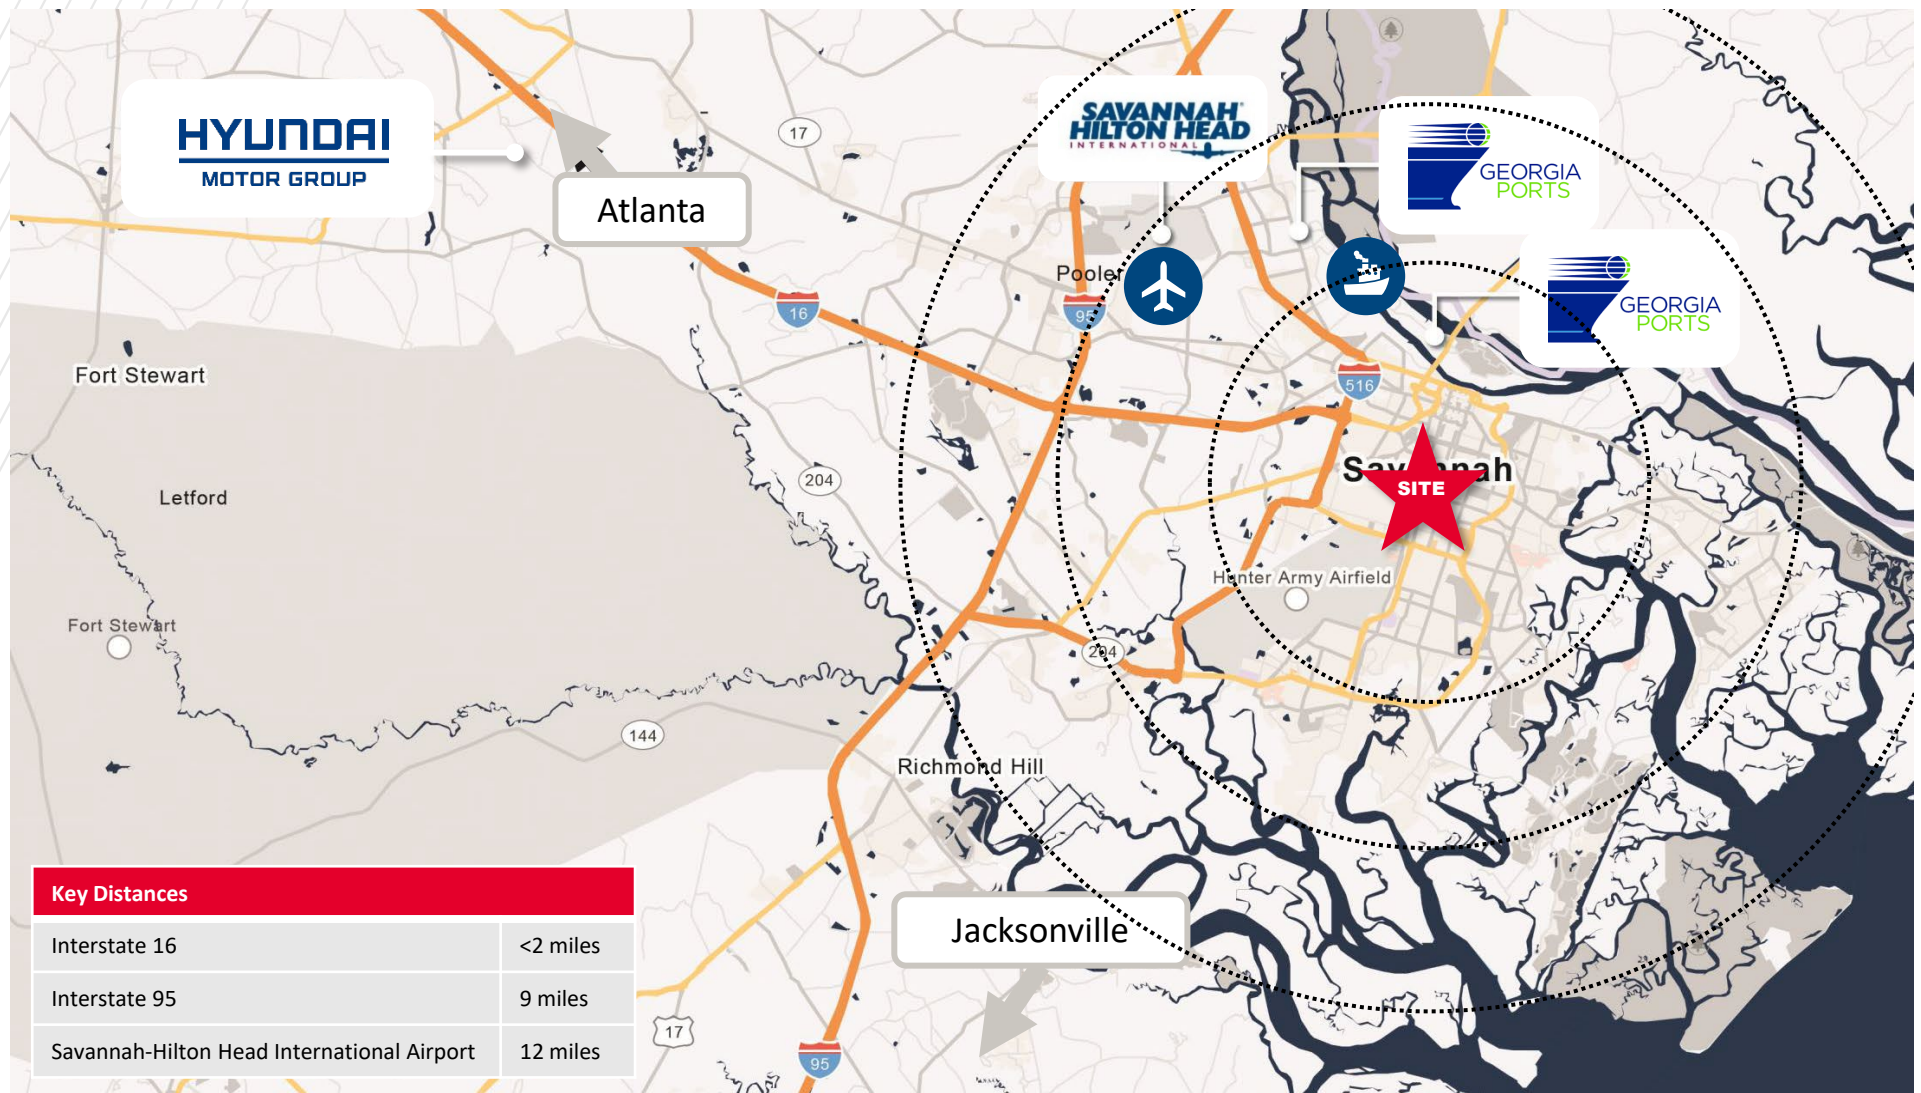 HYUNDAI
MOTOR GROUP
Atlanta
17
SAVANNAH
HILTON HEAD
INTERNATIONAL
GEORGIA
PORTS
GEORGIA
PORTS
Pooler
95
16
516
Fort Stewart
Savannah
SITE
204
Letford
Hunter Army Airfield
Fort Stewart
204
144
Richmond Hill
Jacksonville
17
95
Key Distances
Interstate 16 <2 miles
Interstate 95 9 miles
Savannah-Hilton Head International Airport 12 miles